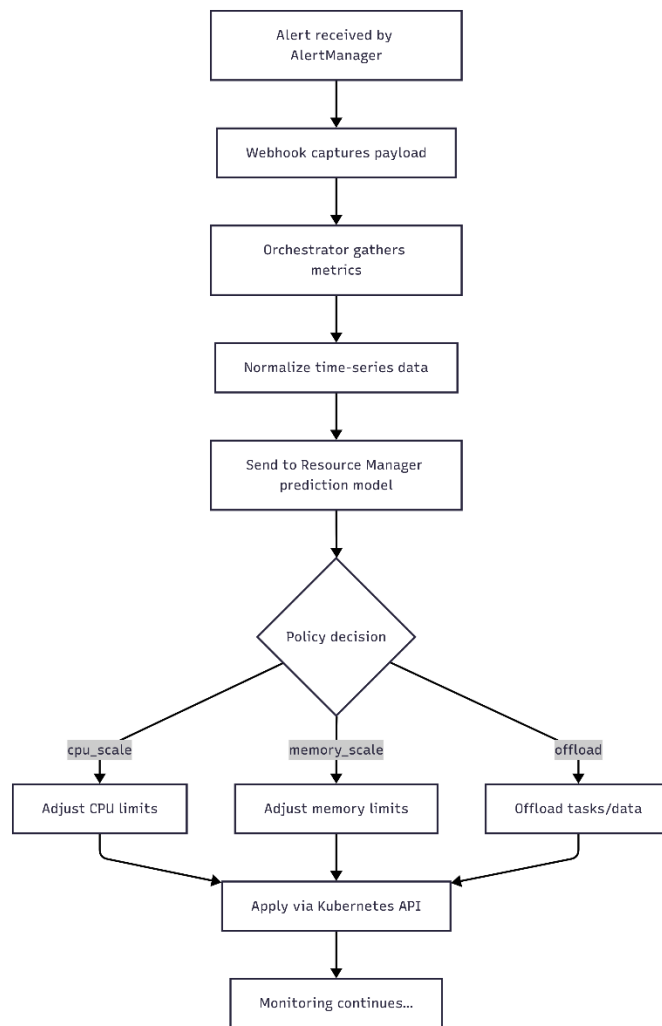 Alert received by
AlertManager
Webhook captures payload
Orchestrator gathers
metrics
Normalize time-series data
Send to Resource Manager
prediction model
Policy decision
cpu_scale
memory_scale
offload
Adjust CPU limits
Adjust memory limits
Offload tasks/data
Apply via Kubernetes API
Monitoring continues...